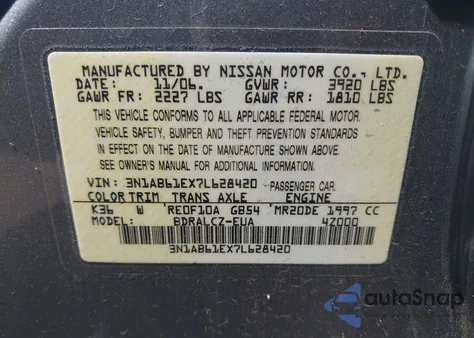 MANUFACTURED BY NISSAN MOTOR CO., LTD.
DATE: 11/06. GVWR: 3920 LBS
GAWR FR: 2227 LBS GAWR RR: 1810 LBS
THIS VEHICLE CONFORMS TO ALL APPLICABLE FEDERAL MOTOR
VEHICLE SAFETY, BUMPER AND THEFT PREVENTION STANDARDS
IN EFFECT ON THE DATE OF MANUFACTURE SHOWN ABOVE.
SEE OWNER'S MANUAL FOR ADDITIONAL INFORMATION
VIN: 3N1AB61EX7L628420 PASSENGER CAR.
COLOR TRIM TRANS AXLE ENGINE
K36 W RE0F10A GB54 MR20DE 1997 CC
MODEL: BDRALCZ-EUA 4Z000
3N1AB61EX7L628420
autoSnap